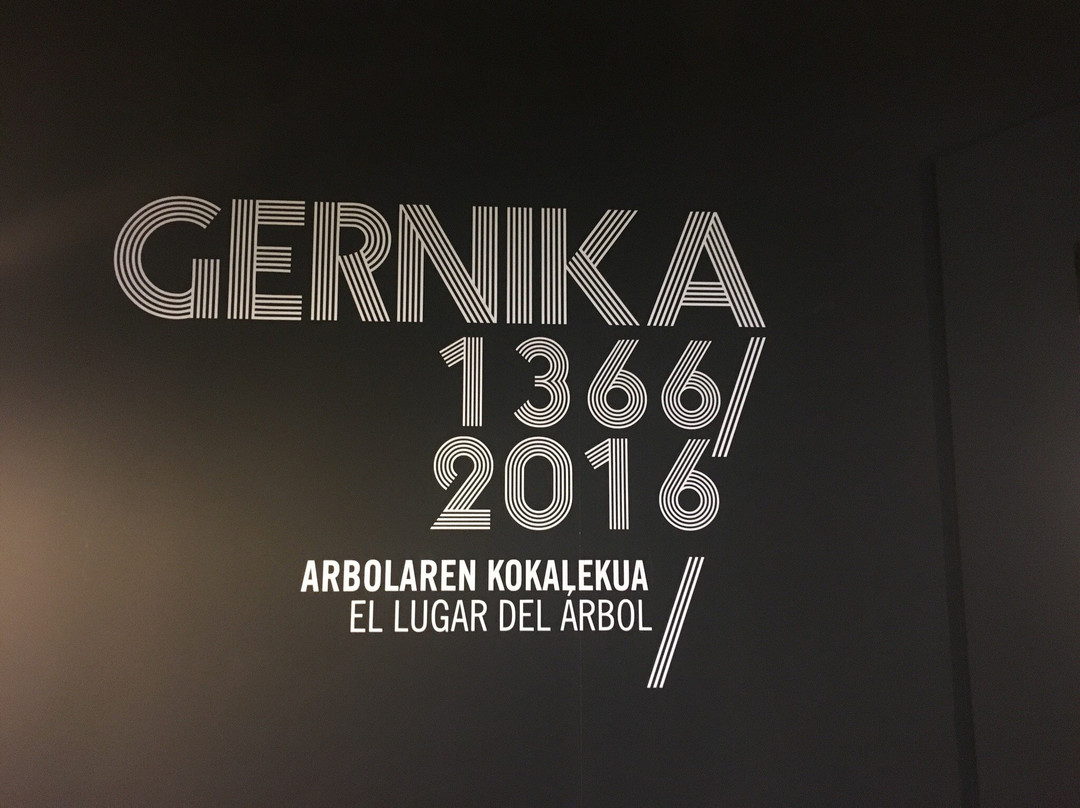 GERNIKA
1366/
2016
ARBOLAREN KOKALEKUA
EL LUGAR DEL ÁRBOL /